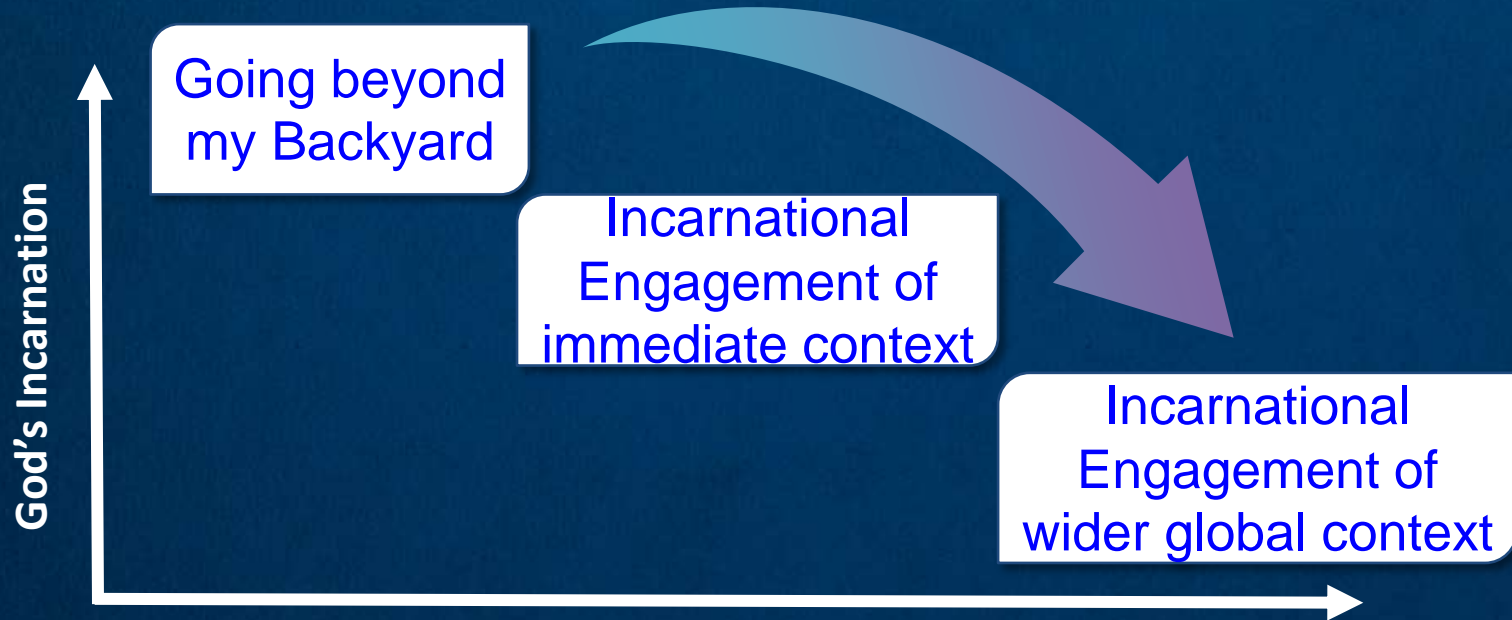 Going beyond
my Backyard
Incarnational
Engagement of
immediate context
Incarnational
Engagement of
wider global context
God’s Incarnation